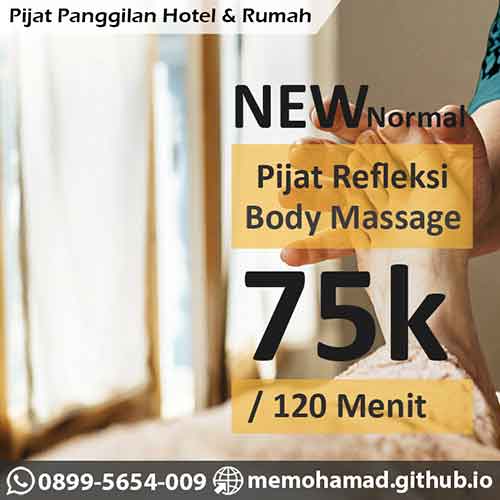 Pijat Panggilan Hotel & Rumah
NEW Normal
Pijat Refleksi
Body Massage
75k
/ 120 Menit
0899-5654-009 memohamad.github.io